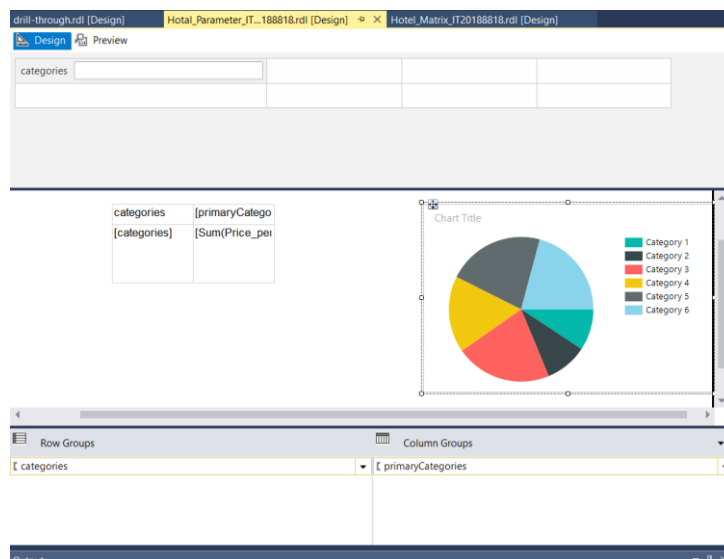 drill-through.rdl [Design] Hotal_Parameter_IT...188818.rdl [Design] Hotel_Matrix_IT20188818.rdl [Design]
Design Preview
categories
categories [primaryCatego
[categories] [Sum(Price_per
Chart Title
Category 1
Category 2
Category 3
Category 4
Category 5
Category 6
Row Groups Column Groups
[ categories [ primaryCategories